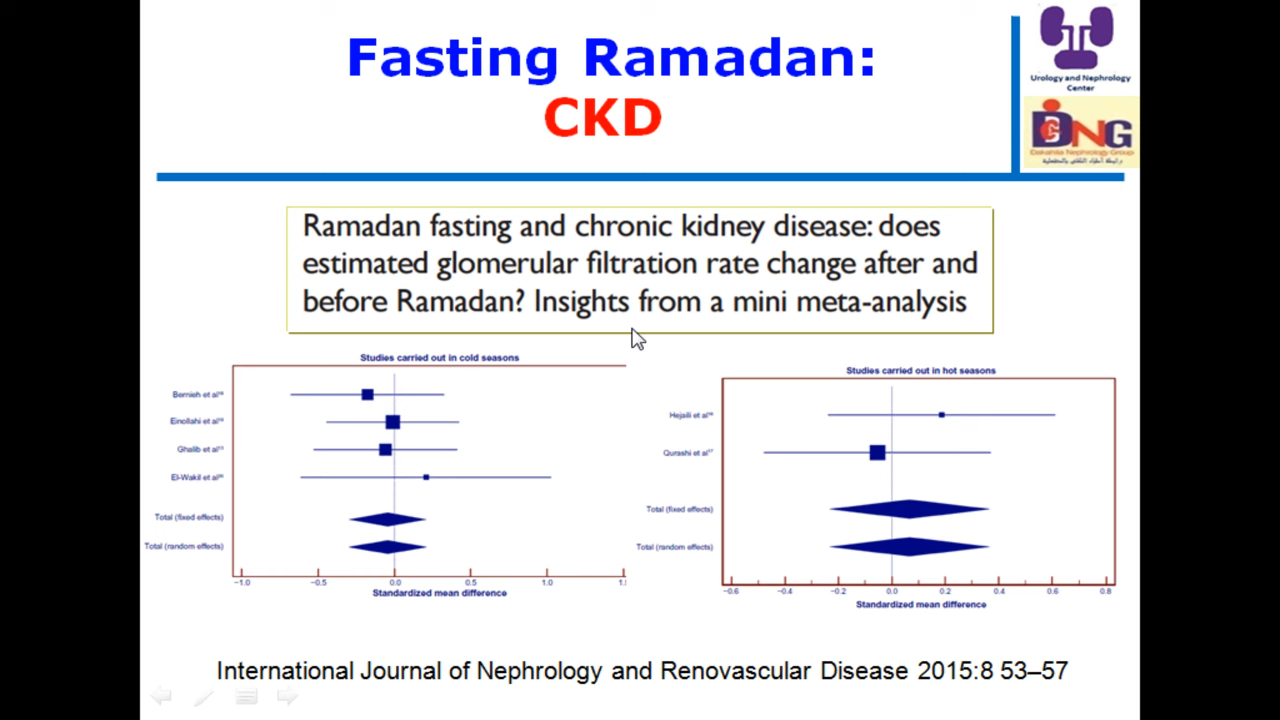 Fasting Ramadan:
CKD
Urology and Nephrology
Center
DNG
Dakahlia Nephrology Group
Ramadan fasting and chronic kidney disease: does
estimated glomerular filtration rate change after and
before Ramadan? Insights from a mini meta-analysis
Studies carried out in cold seasons
Bernieh et al
Einollahi et al
Ghalib et al
El-Wakil et al
Total (fixed effects)
Total (random effects)
−1.0 −0.5 0.0 0.5 1.0
Standardized mean difference
Studies carried out in hot seasons
Hejaili et al
Qurashi et al
Total (fixed effects)
Total (random effects)
−0.6 −0.4 −0.2 0.0 0.2 0.4 0.6 0.8
Standardized mean difference
International Journal of Nephrology and Renovascular Disease 2015:8 53–57